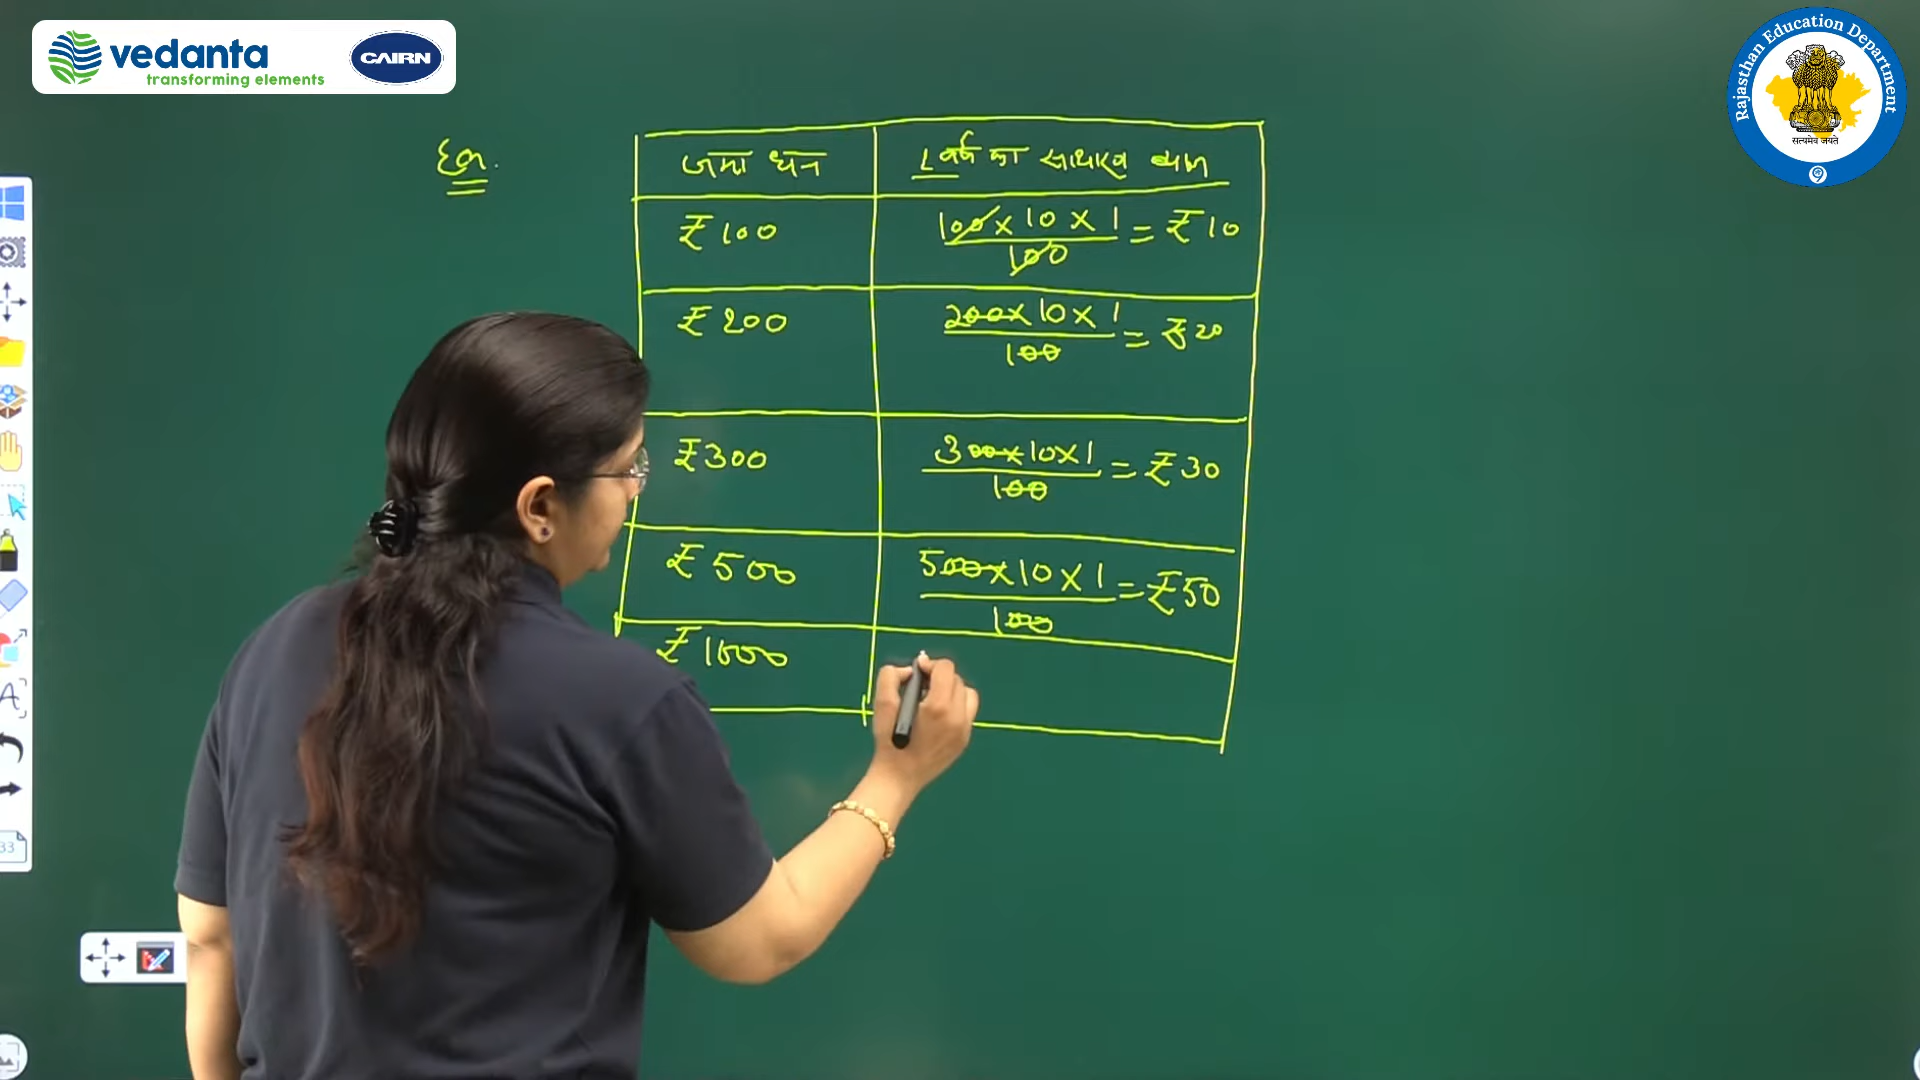 vedanta
transforming elements
CAIRN
Rajasthan Education Department
सत्यमेव जयते
Ex.
जमा धन
1 वर्ष का साधारण ब्याज
₹100
100 × 10 × 1 / 100 = ₹10
₹200
200 × 10 × 1 / 100 = ₹20
₹300
300 × 10 × 1 / 100 = ₹30
₹500
500 × 10 × 1 / 100 = ₹50
₹1000
33